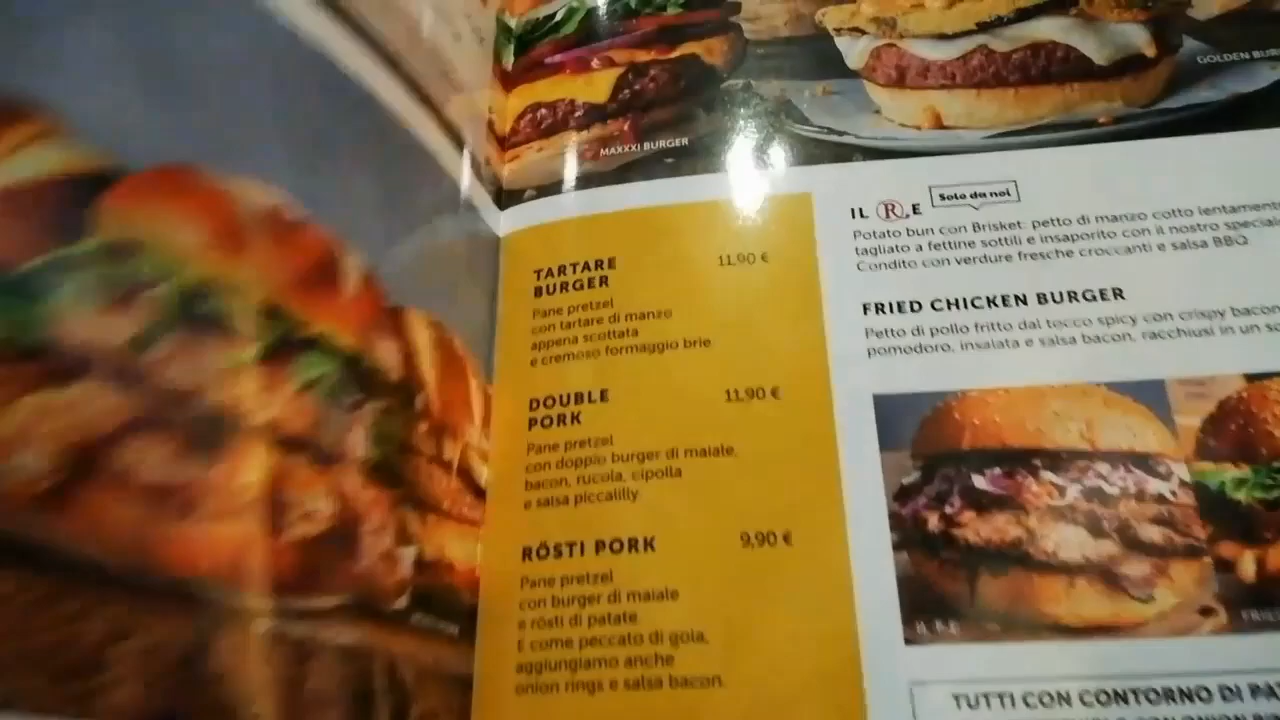 MAXXXI BURGER
GOLDEN
TARTARE
BURGER
11,90 €
Pane pretzel
con tartare di manzo
appena scottata
e cremoso formaggio brie
DOUBLE
PORK
11,90 €
Pane pretzel
con doppio burger di maiale,
bacon, rucola, cipolla
e salsa piccalilly
RÖSTI PORK
9,90 €
Pane pretzel
con burger di maiale
e rösti di patate
E come peccato di gola,
aggiungiamo anche
onion rings e salsa bacon.
IL R.E
Solo da noi
Potato bun con Brisket: petto di manzo cotto lentamente
tagliato a fettine sottili e insaporito con il nostro special
Condito con verdure fresche croccanti e salsa BBQ
FRIED CHICKEN BURGER
Petto di pollo fritto dal tocco spicy con crispy bacon
pomodoro, insalata e salsa bacon, racchiusi in un
IL R.E
TUTTI CON CONTORNO DI